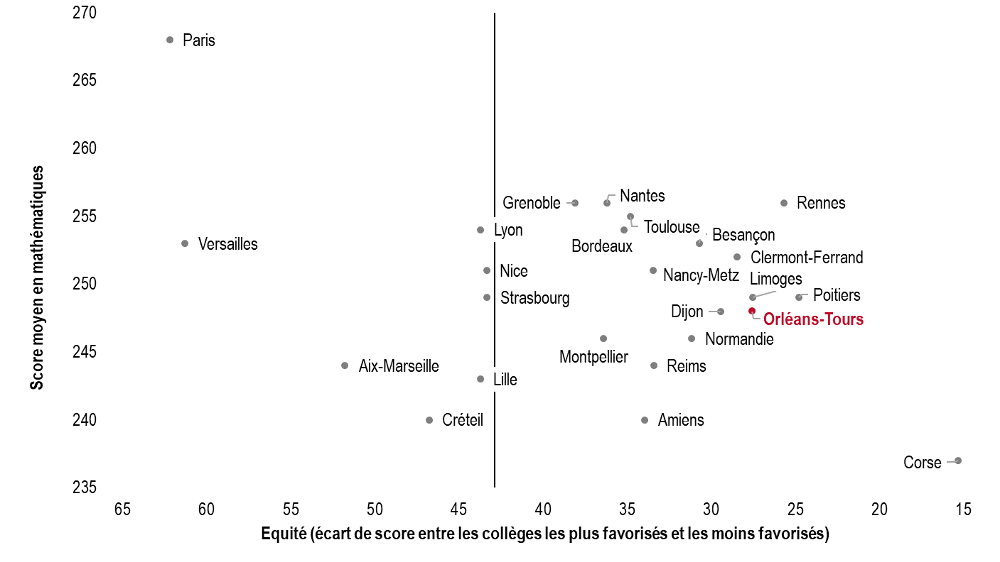 270
Paris
265
260
Score moyen en mathématiques
255
Grenoble
Nantes
Rennes
Lyon
Toulouse
Besançon
Versailles
Bordeaux
Clermont-Ferrand
Nice
Nancy-Metz
Limoges
250
Strasbourg
Poitiers
Dijon
Orléans-Tours
Normandie
245
Montpellier
Aix-Marseille
Reims
Lille
240
Créteil
Amiens
Corse
235
65 60 55 50 45 40 35 30 25 20 15
Equité (écart de score entre les collèges les plus favorisés et les moins favorisés)